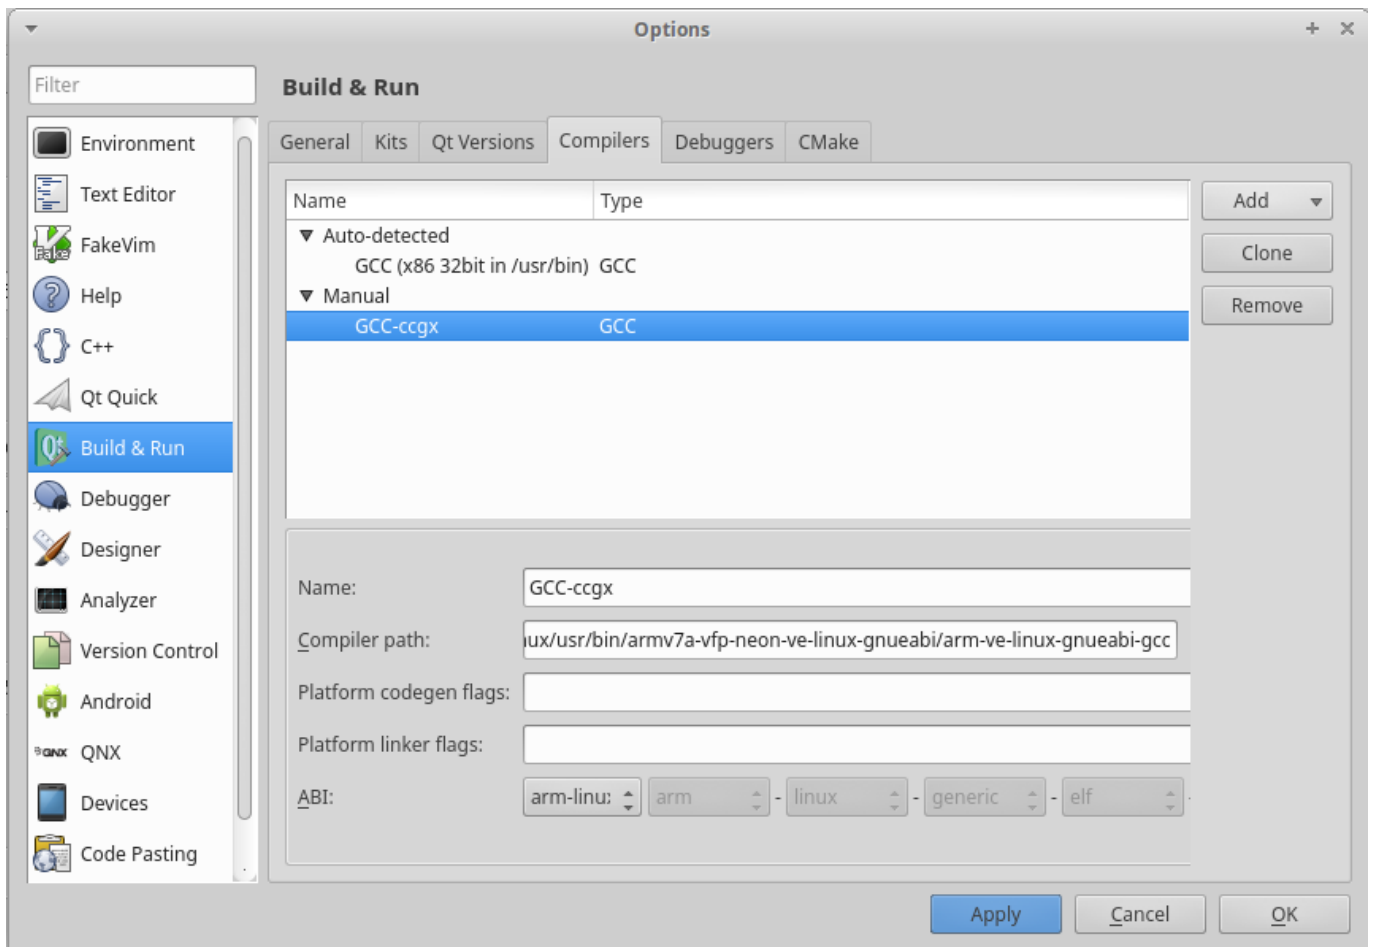 Options
Filter
Build & Run
Environment
Text Editor
FakeVim
Help
C++
Qt Quick
Build & Run
Debugger
Designer
Analyzer
Version Control
Android
QNX
Devices
Code Pasting
General Kits Qt Versions Compilers Debuggers CMake
Name Type
Auto-detected
GCC (x86 32bit in /usr/bin) GCC
Manual
GCC-ccgx GCC
Add
Clone
Remove
Name: GCC-ccgx
Compiler path: ux/usr/bin/armv7a-vfp-neon-ve-linux-gnueabi/arm-ve-linux-gnueabi-gcc
Platform codegen flags:
Platform linker flags:
ABI: arm-linu arm - linux - generic - elf
Apply Cancel OK